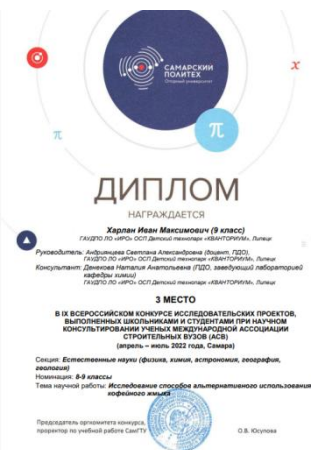 САМАРСКИЙ
ПОЛИТЕХ
Опорный университет
π
x
π
ДИПЛОМ
НАГРАЖДАЕТСЯ
Харлан Иван Максимович (9 класс)
ГАУДПО ЛО «ИРО» ОСП Детский технопарк «КВАНТОРИУМ», Липецк
Руководитель: Андриянцева Светлана Александровна (доцент, ПДО),
ГАУДПО ЛО «ИРО» ОСП Детский технопарк «КВАНТОРИУМ», Липецк
Консультант: Денекова Наталия Анатольевна (ПДО, заведующий лабораторией
кафедры химии)
ГАУДПО ЛО «ИРО» ОСП Детский технопарк «КВАНТОРИУМ», Липецк
3 МЕСТО
В IX ВСЕРОССИЙСКОМ КОНКУРСЕ ИССЛЕДОВАТЕЛЬСКИХ ПРОЕКТОВ,
ВЫПОЛНЕННЫХ ШКОЛЬНИКАМИ И СТУДЕНТАМИ ПРИ НАУЧНОМ
КОНСУЛЬТИРОВАНИИ УЧЕНЫХ МЕЖДУНАРОДНОЙ АССОЦИАЦИИ
СТРОИТЕЛЬНЫХ ВУЗОВ (АСВ)
(апрель – июль 2022 года, Самара)
Секция: Естественные науки (физика, химия, астрономия, география,
геология)
Номинация: 8-9 классы
Тема научной работы: Исследование способов альтернативного использования
кофейного жмыха
Председатель оргкомитета конкурса,
проректор по учебной работе СамГТУ
О.В. Юсупова